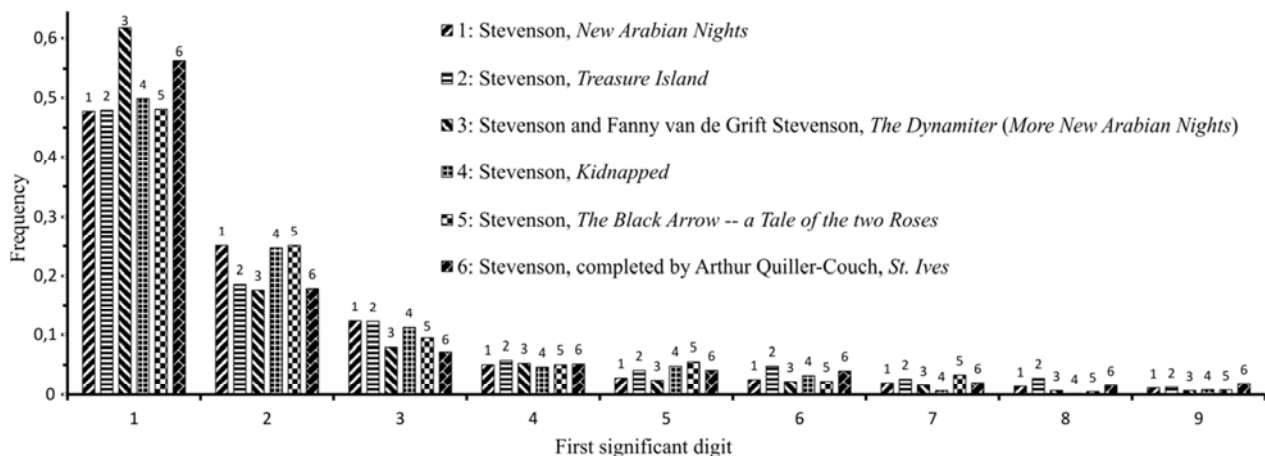 0,6
0,5
0,4
0,3
0,2
0,1
0
Frequency
1 2 3 4 5 6
1 2 3 4 5 6
1 2 3 4 5 6
1 2 3 4 5 6
1 2 3 4 5 6
1 2 3 4 5 6
1 2 3 4 5 6
1 2 3 4 5 6
1 2 3 4 5 6
1: Stevenson, New Arabian Nights
2: Stevenson, Treasure Island
3: Stevenson and Fanny van de Grift Stevenson, The Dynamiter (More New Arabian Nights)
4: Stevenson, Kidnapped
5: Stevenson, The Black Arrow -- a Tale of the two Roses
6: Stevenson, completed by Arthur Quiller-Couch, St. Ives
1 2 3 4 5 6 7 8 9
First significant digit